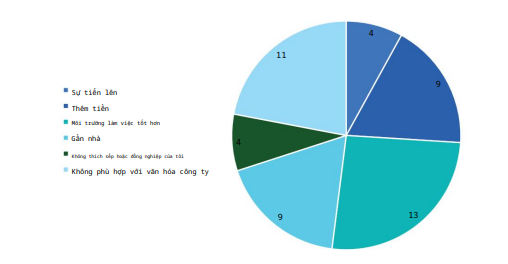 Sự tiến lên
Thêm tiền
Môi trường làm việc tốt hơn
Gần nhà
Không thích sếp hoặc đồng nghiệp của tôi
Không phù hợp với văn hóa công ty
4
9
13
9
4
11